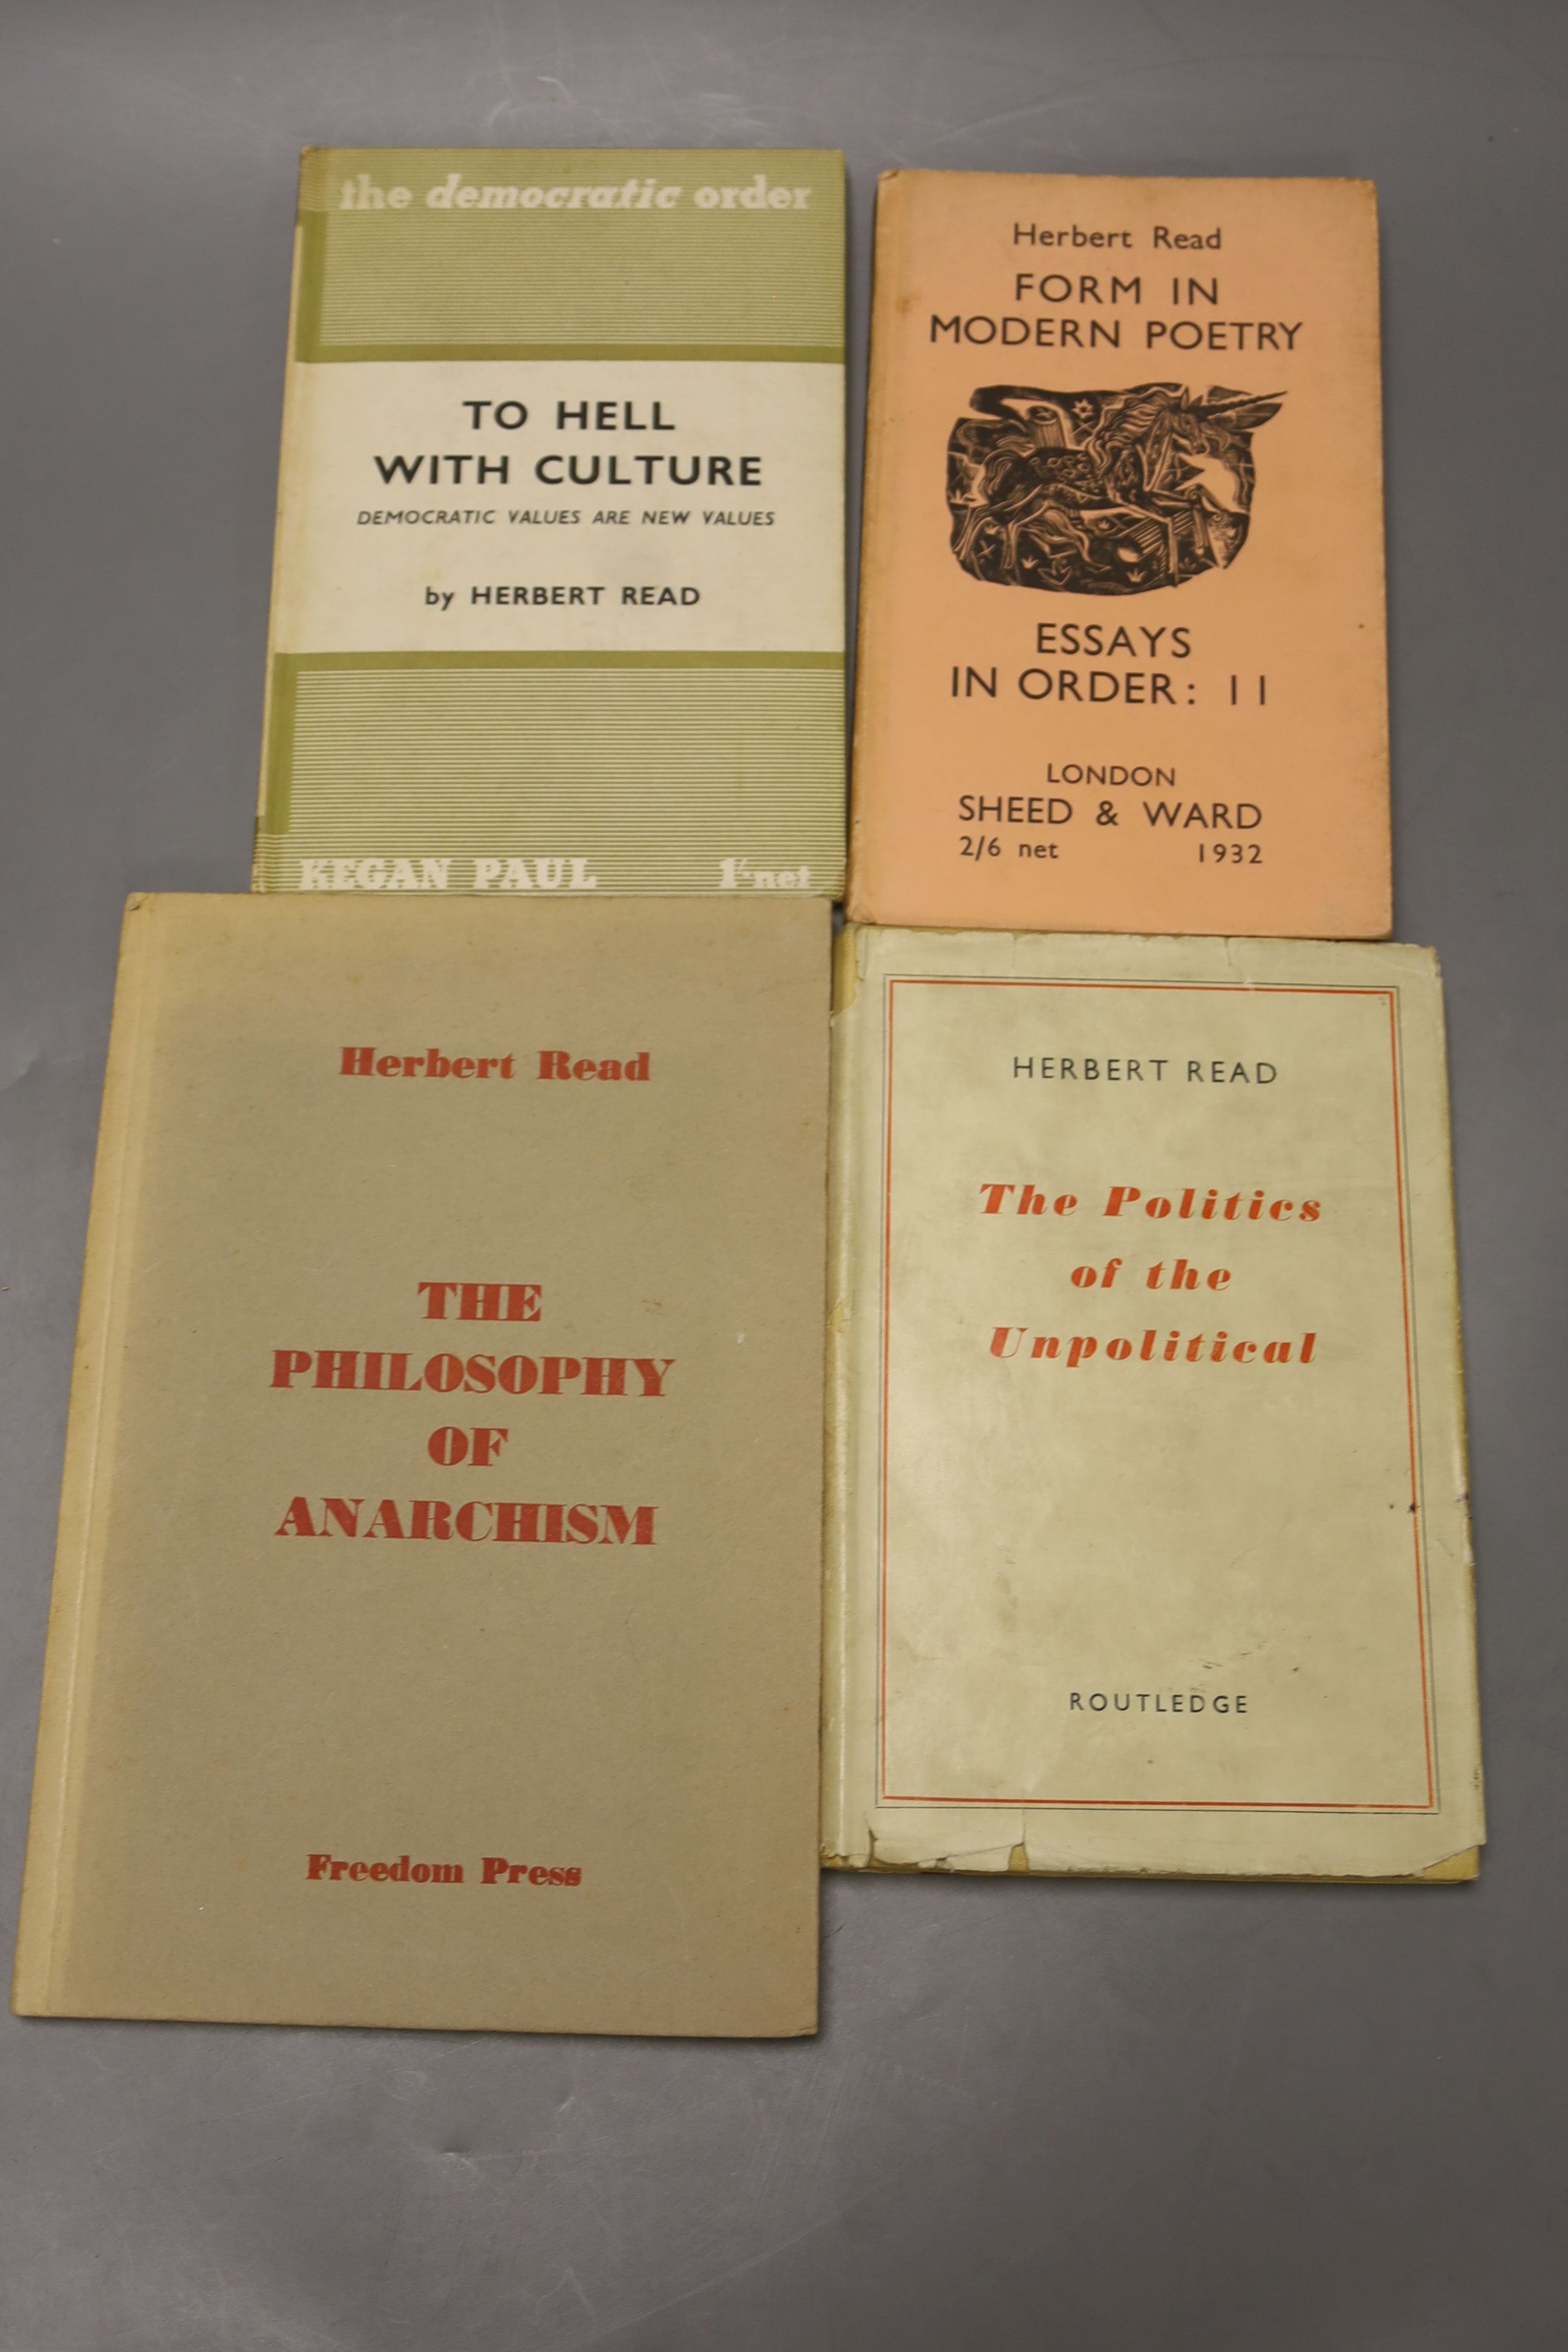 the democratic order
TO HELL
WITH CULTURE
DEMOCRATIC VALUES ARE NEW VALUES
by HERBERT READ
KEGAN PAUL 1/- net
Herbert Read
FORM IN
MODERN POETRY
ESSAYS
IN ORDER: 11
LONDON
SHEED & WARD
2/6 net 1932
Herbert Read
THE
PHILOSOPHY
OF
ANARCHISM
Freedom Press
HERBERT READ
The Politics
of the
Unpolitical
ROUTLEDGE